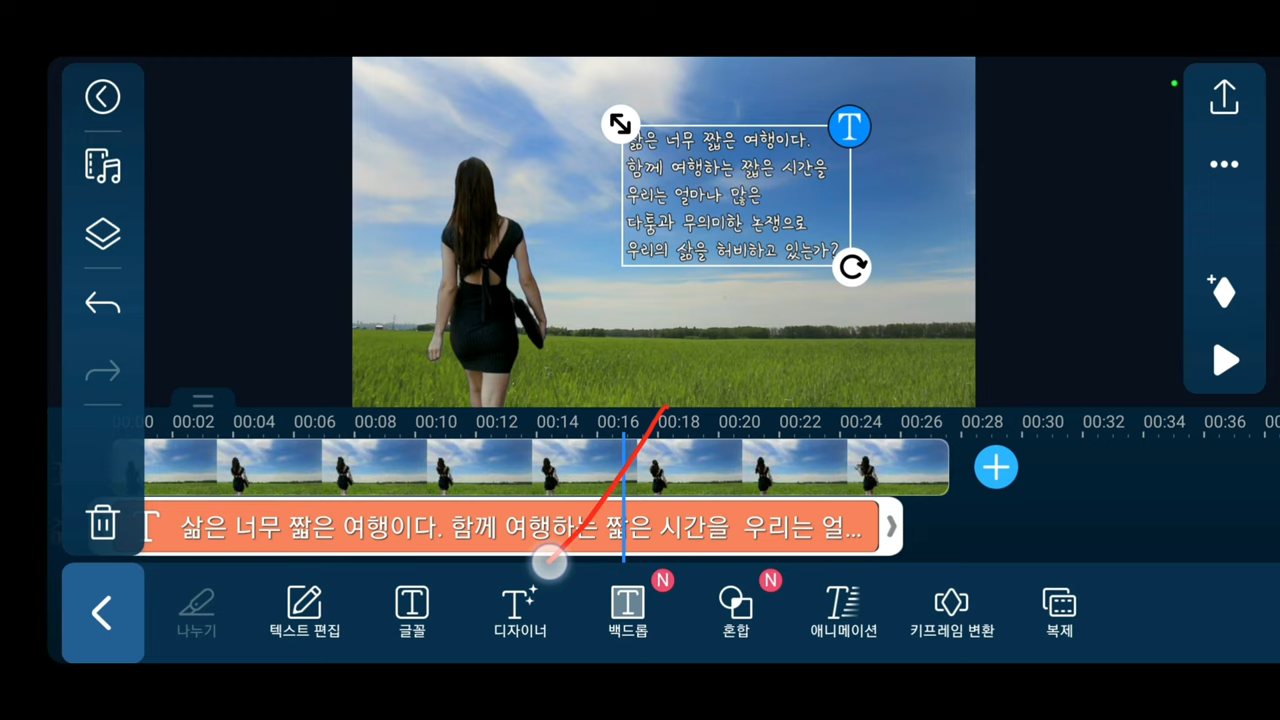 삶은 너무 짧은 여행이다.
함께 여행하는 짧은 시간을
우리는 얼마나 많은
다툼과 무의미한 논쟁으로
우리의 삶을 허비하고 있는가?
00:00 00:02 00:04 00:06 00:08 00:10 00:12 00:14 00:16 00:18 00:20 00:22 00:24 00:26 00:28 00:30 00:32 00:34 00:36
T 삶은 너무 짧은 여행이다. 함께 여행하는 짧은 시간을 우리는 얼...
N N
나누기 텍스트 편집 글꼴 디자이너 백드롭 혼합 애니메이션 키프레임 변환 복제